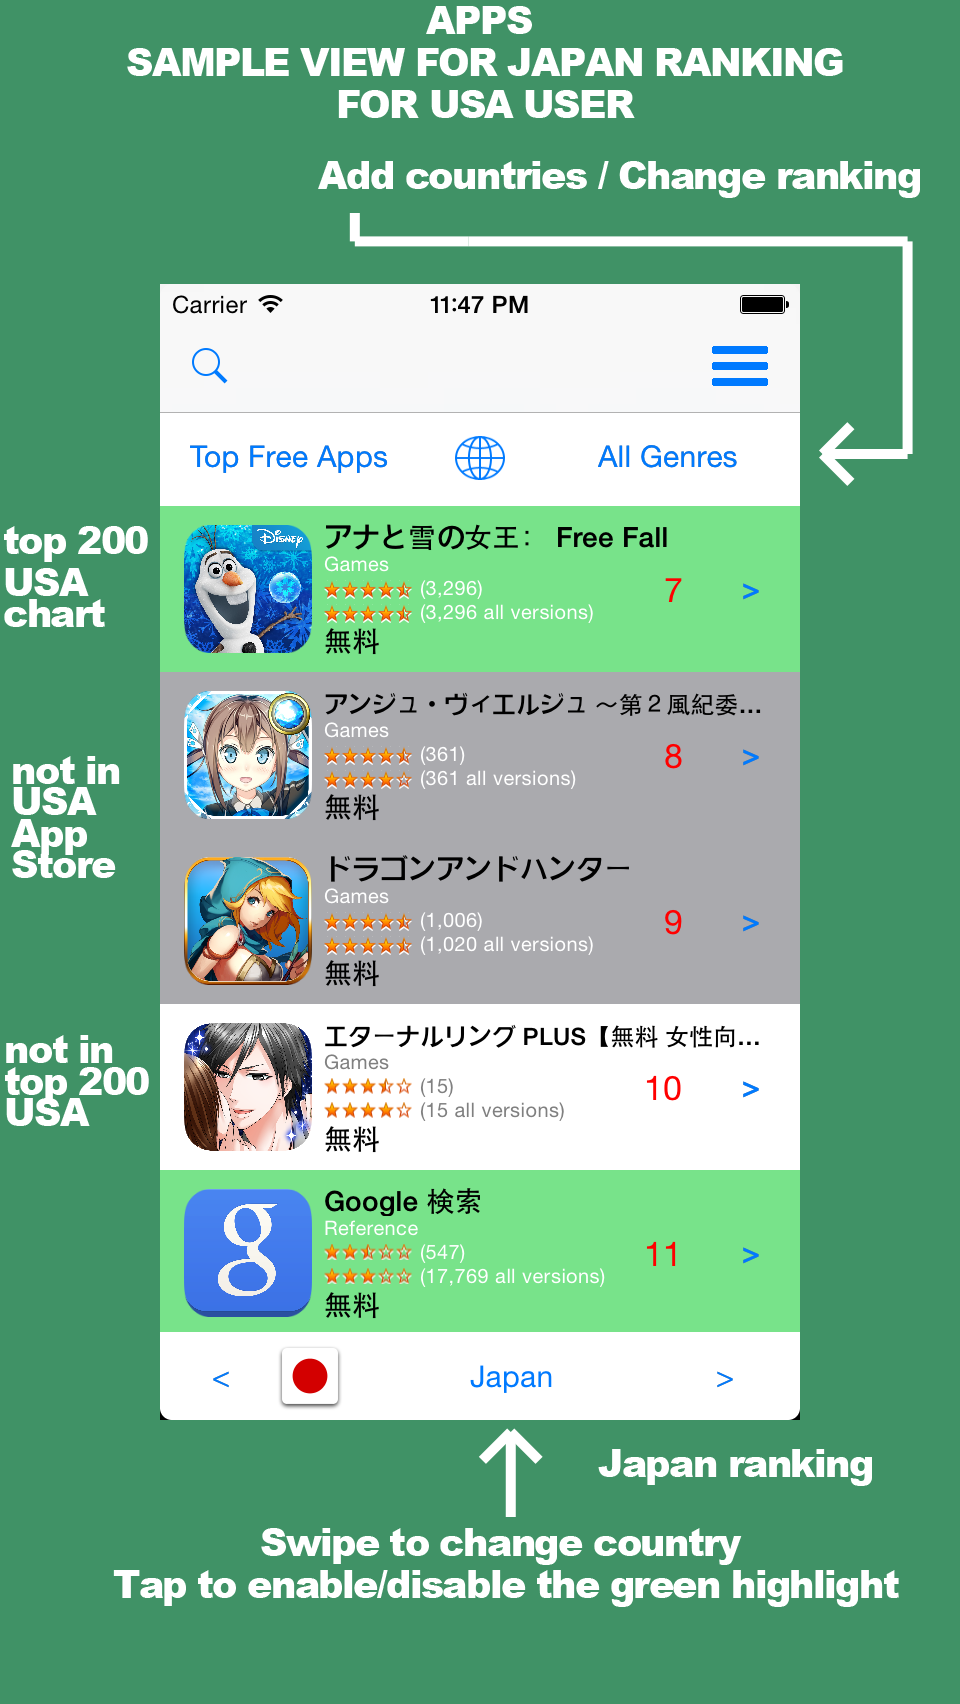 APPS
SAMPLE VIEW FOR JAPAN RANKING
FOR USA USER
Add countries / Change ranking
Carrier 11:47 PM
Top Free Apps All Genres
top 200
USA
chart
Disney
アナと雪の女王： Free Fall
Games
(3,296)
7 >
(3,296 all versions)
無料
not in
USA
App
Store
アンジュ・ヴィエルジュ ～第２風紀委...
Games
(361)
8 >
(361 all versions)
無料
ドラゴンアンドハンター
Games
(1,006)
9 >
(1,020 all versions)
無料
not in
top 200
USA
エターナルリング PLUS【無料 女性向...
Games
(15)
10 >
(15 all versions)
無料
g
Google 検索
Reference
(547)
11 >
(17,769 all versions)
無料
< Japan >
Japan ranking
Swipe to change country
Tap to enable/disable the green highlight